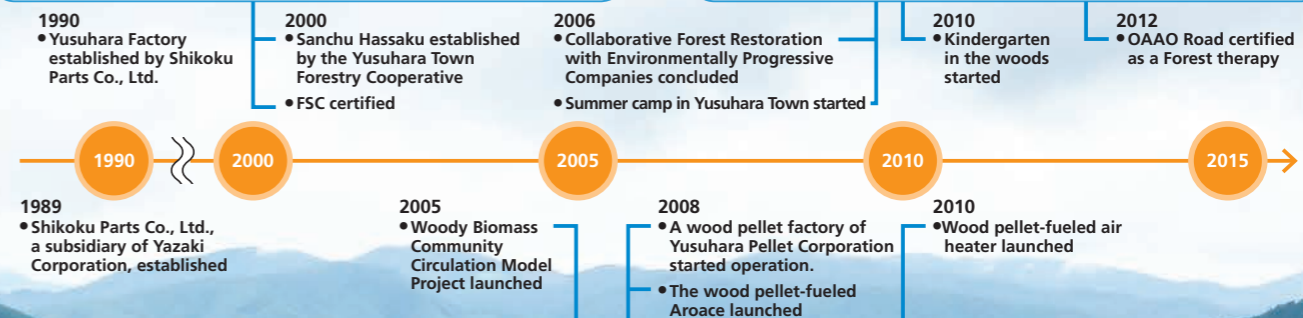 1990
• Yusuhara Factory
established by Shikoku
Parts Co., Ltd.
2000
• Sanchu Hassaku established
by the Yusuhara Town
Forestry Cooperative
• FSC certified
2006
• Collaborative Forest Restoration
with Environmentally Progressive
Companies concluded
• Summer camp in Yusuhara Town started
2010
• Kindergarten
in the woods
started
2012
• OAAO Road certified
as a Forest therapy
1990
2000
2005
2010
2015
1989
• Shikoku Parts Co., Ltd.,
a subsidiary of Yazaki
Corporation, established
2005
• Woody Biomass
Community
Circulation Model
Project launched
2008
• A wood pellet factory of
Yusuhara Pellet Corporation
started operation.
• The wood pellet-fueled
Aroace launched
2010
•Wood pellet-fueled air
heater launched